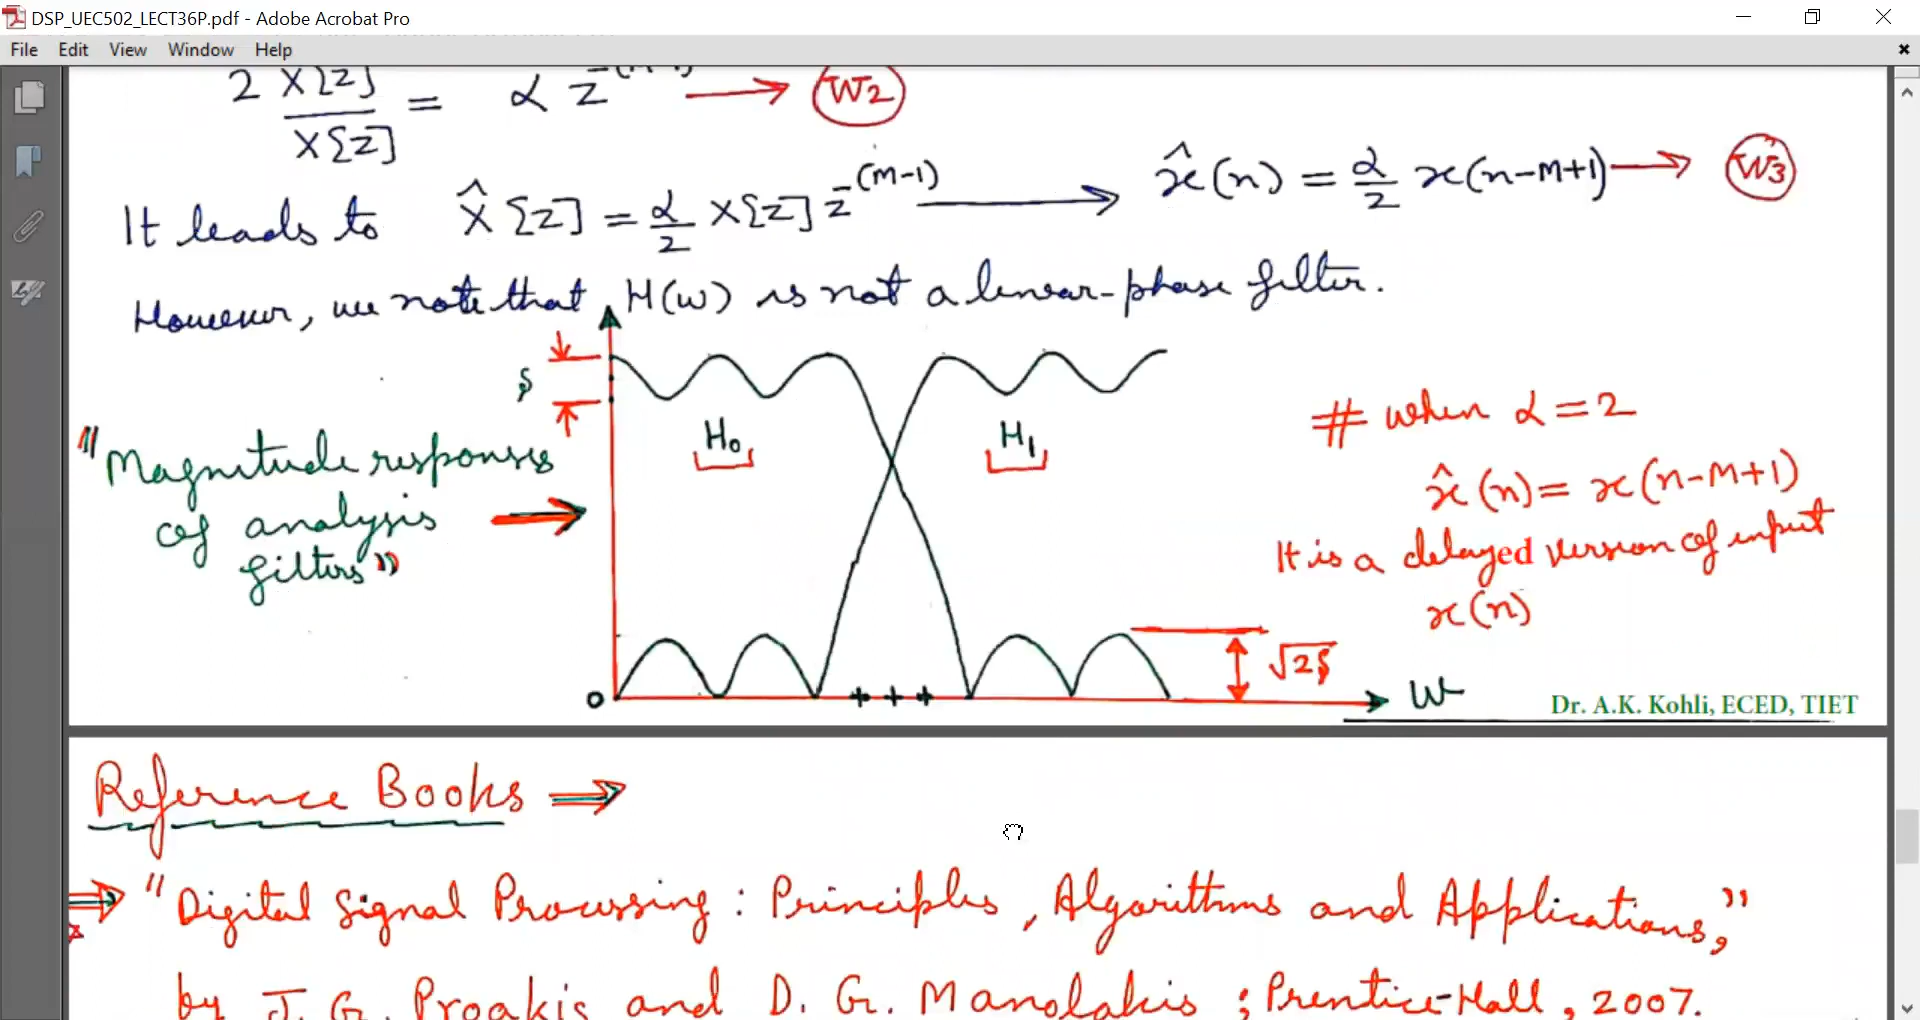 DSP_UEC502_LECT36P.pdf - Adobe Acrobat Pro
File Edit View Window Help
2 X̂[z] / X[z] = α z^-(M-1) → W2
It leads to X̂[z] = α/2 X[z] z^-(M-1) → x̂(n) = α/2 x(n-M+1) → W3
However, we note that H(w) is not a linear-phase filter.
δ
H0
H1
"Magnitude responses
of analysis
filters"
# when α = 2
x̂(n) = x(n-M+1)
It is a delayed version of input
x(n)
√2δ
0
w
Dr. A.K. Kohli, ECED, TIET
Reference Books ⇒
⇒ "Digital Signal Processing: Principles, Algorithms and Applications,"
by J. G. Proakis and D. G. Manolakis; Prentice-Hall, 2007.